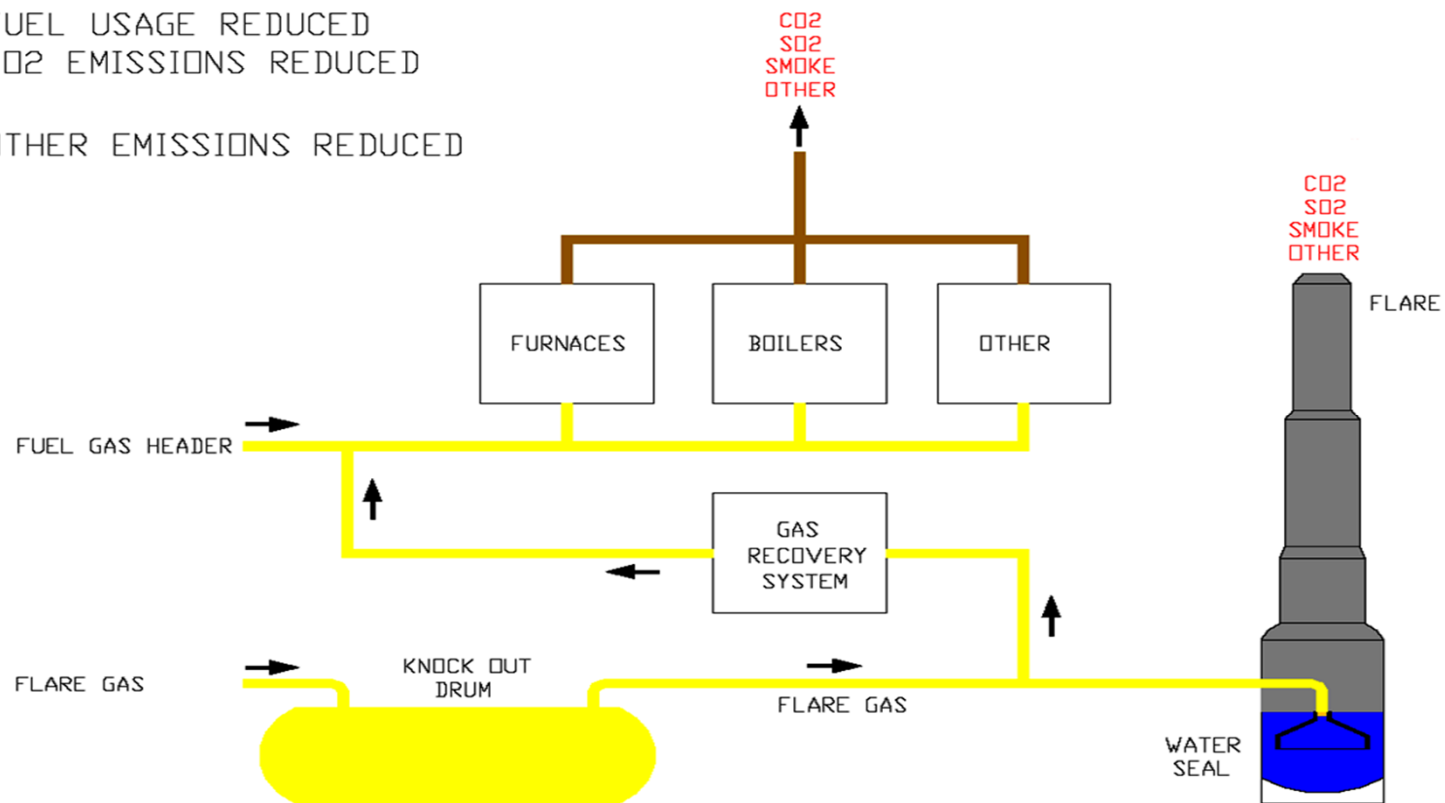 UEL USAGE REDUCED
O2 EMISSIONS REDUCED
THER EMISSIONS REDUCED
CO2
SO2
SMOKE
OTHER
CO2
SO2
SMOKE
OTHER
FLARE
FURNACES
BOILERS
OTHER
FUEL GAS HEADER
GAS
RECOVERY
SYSTEM
FLARE GAS
KNOCK OUT
DRUM
FLARE GAS
WATER
SEAL